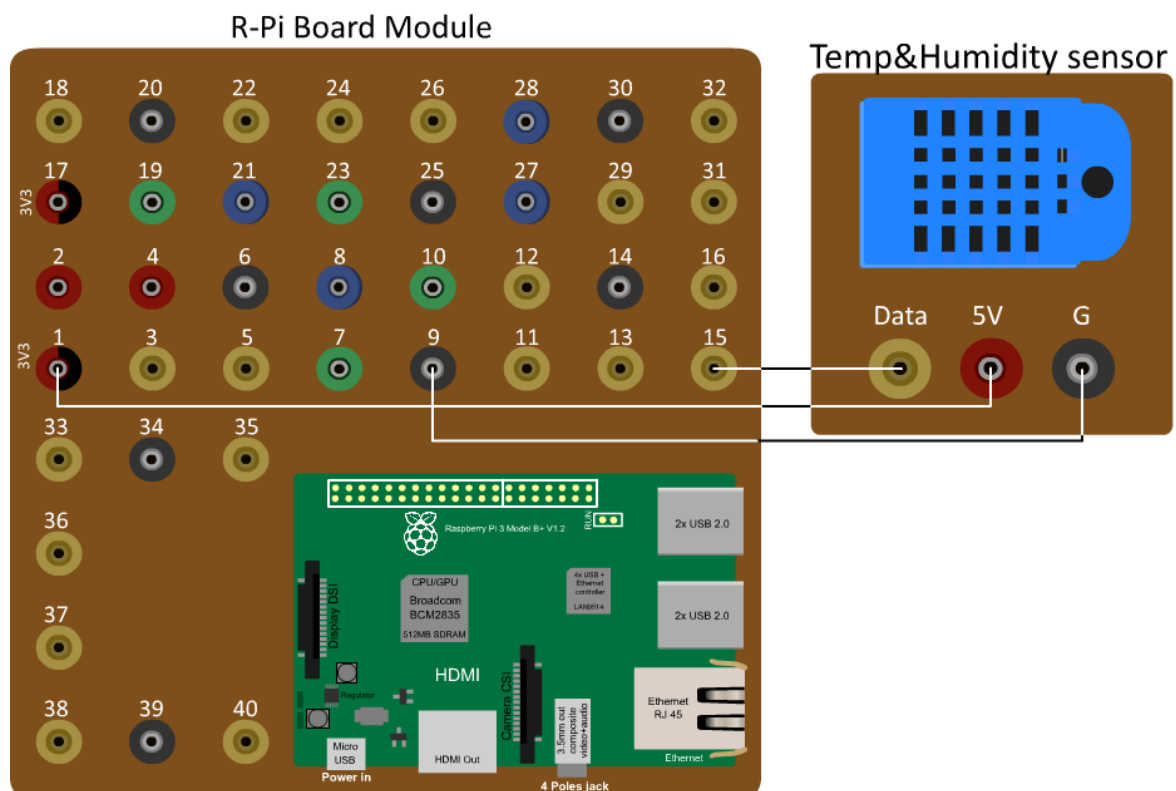 R-Pi Board Module
Temp&Humidity sensor
18 20 22 24 26 28 30 32
17 19 21 23 25 27 29 31
3V3
2 4 6 8 10 12 14 16
1 3 5 7 9 11 13 15
3V3
Data 5V G
33 34 35
36
37
38 39 40
Raspberry Pi 3 Model B+ V1.2
RUN
2x USB 2.0
CPU/GPU
Broadcom
BCM2835
512MB SDRAM
4x USB +
Ethernet
controller
LAN9514
2x USB 2.0
Display DSI
HDMI
Regulator
Camera CSI
Ethernet
RJ 45
3.5mm out
composite
video+audio
Micro
USB
HDMI Out
Ethernet
Power in
4 Poles jack